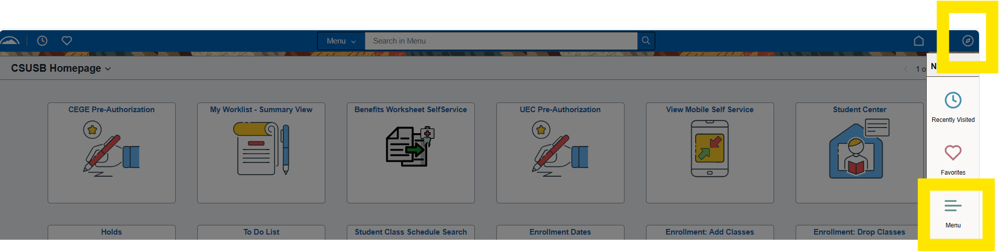 Menu
Search in Menu
CSUSB Homepage
1 o
N
CEGE Pre-Authorization
My Worklist - Summary View
Benefits Worksheet SelfService
UEC Pre-Authorization
View Mobile Self Service
Student Center
Recently Visited
Favorites
Menu
Holds
To Do List
Student Class Schedule Search
Enrollment Dates
Enrollment: Add Classes
Enrollment: Drop Classes